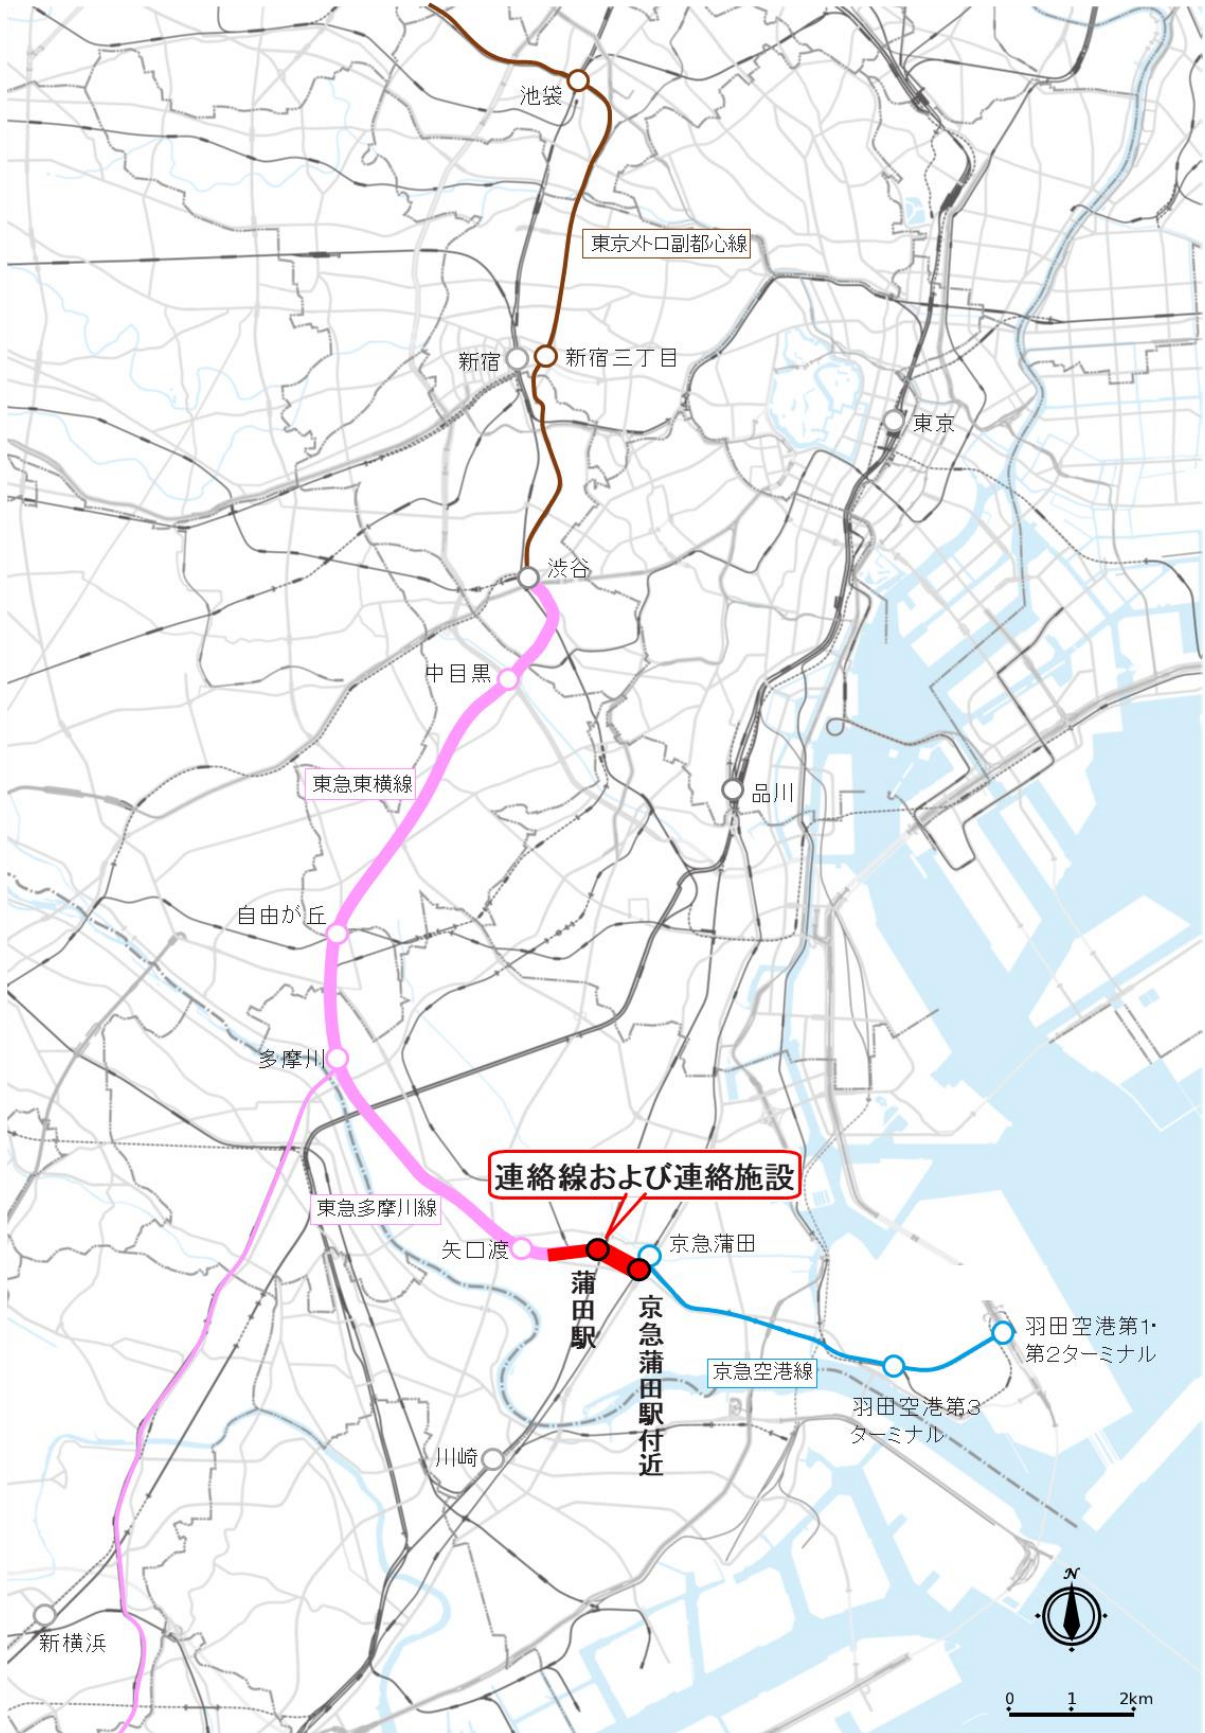 池袋
東京メトロ副都心線
新宿
新宿三丁目
東京
渋谷
中目黒
東急東横線
品川
自由が丘
多摩川
連絡線および連絡施設
東急多摩川線
矢口渡
京急蒲田
蒲田駅
京急蒲田駅付近
羽田空港第1・
第2ターミナル
京急空港線
羽田空港第3
ターミナル
川崎
新横浜
N
0 1 2km